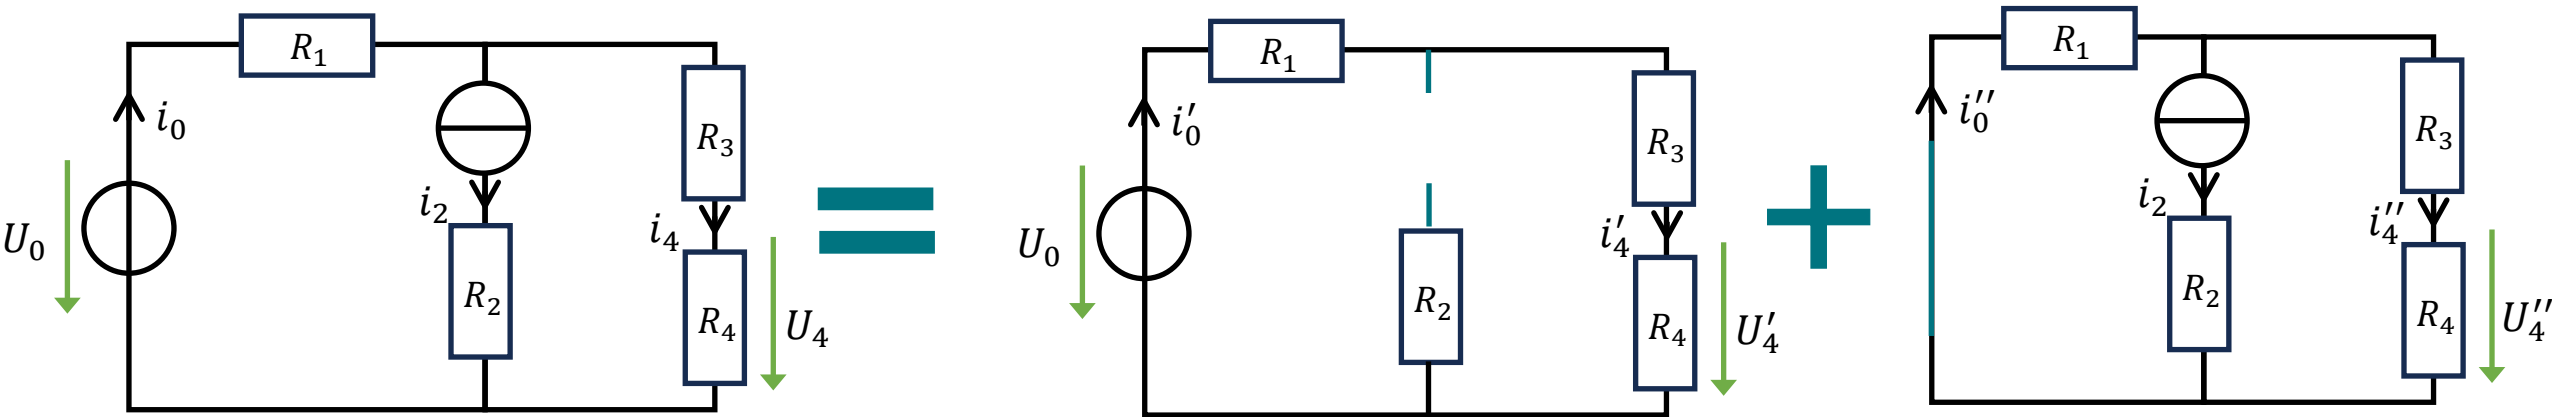 R₁
i₀
U₀
i₂
R₂
R₃
i₄
R₄
U₄
=
R₁
i₀′
U₀
R₂
R₃
i₄′
R₄
U₄′
+
R₁
i₀′′
i₂
R₂
R₃
i₄′′
R₄
U₄′′